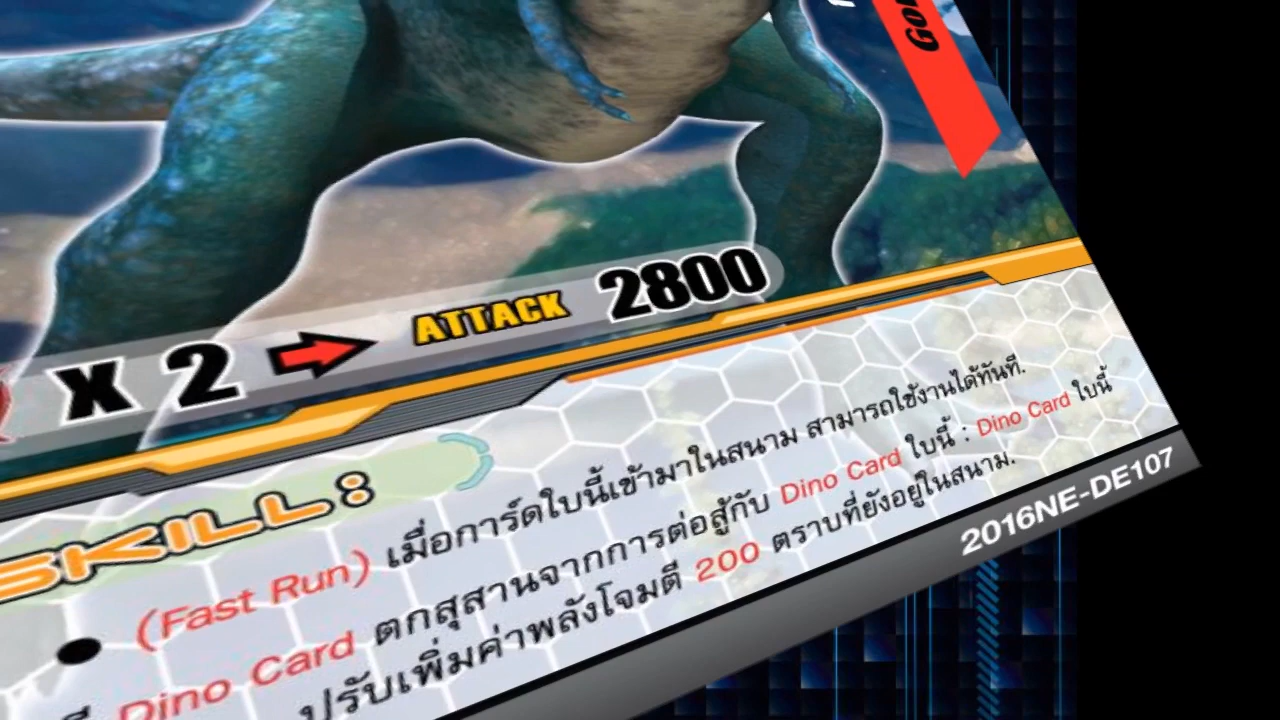 X 2 ATTACK 2800
SKILL:
(Fast Run) เมื่อการ์ดใบนี้เข้ามาในสนาม สามารถใช้งานได้ทันที.
Dino Card ตกสุสานจากการต่อสู้กับ Dino Card ใบนี้ : Dino Card ใบนี้
ปรับเพิ่มค่าพลังโจมตี 200 ตราบที่ยังอยู่ในสนาม.
2016NE-DE107